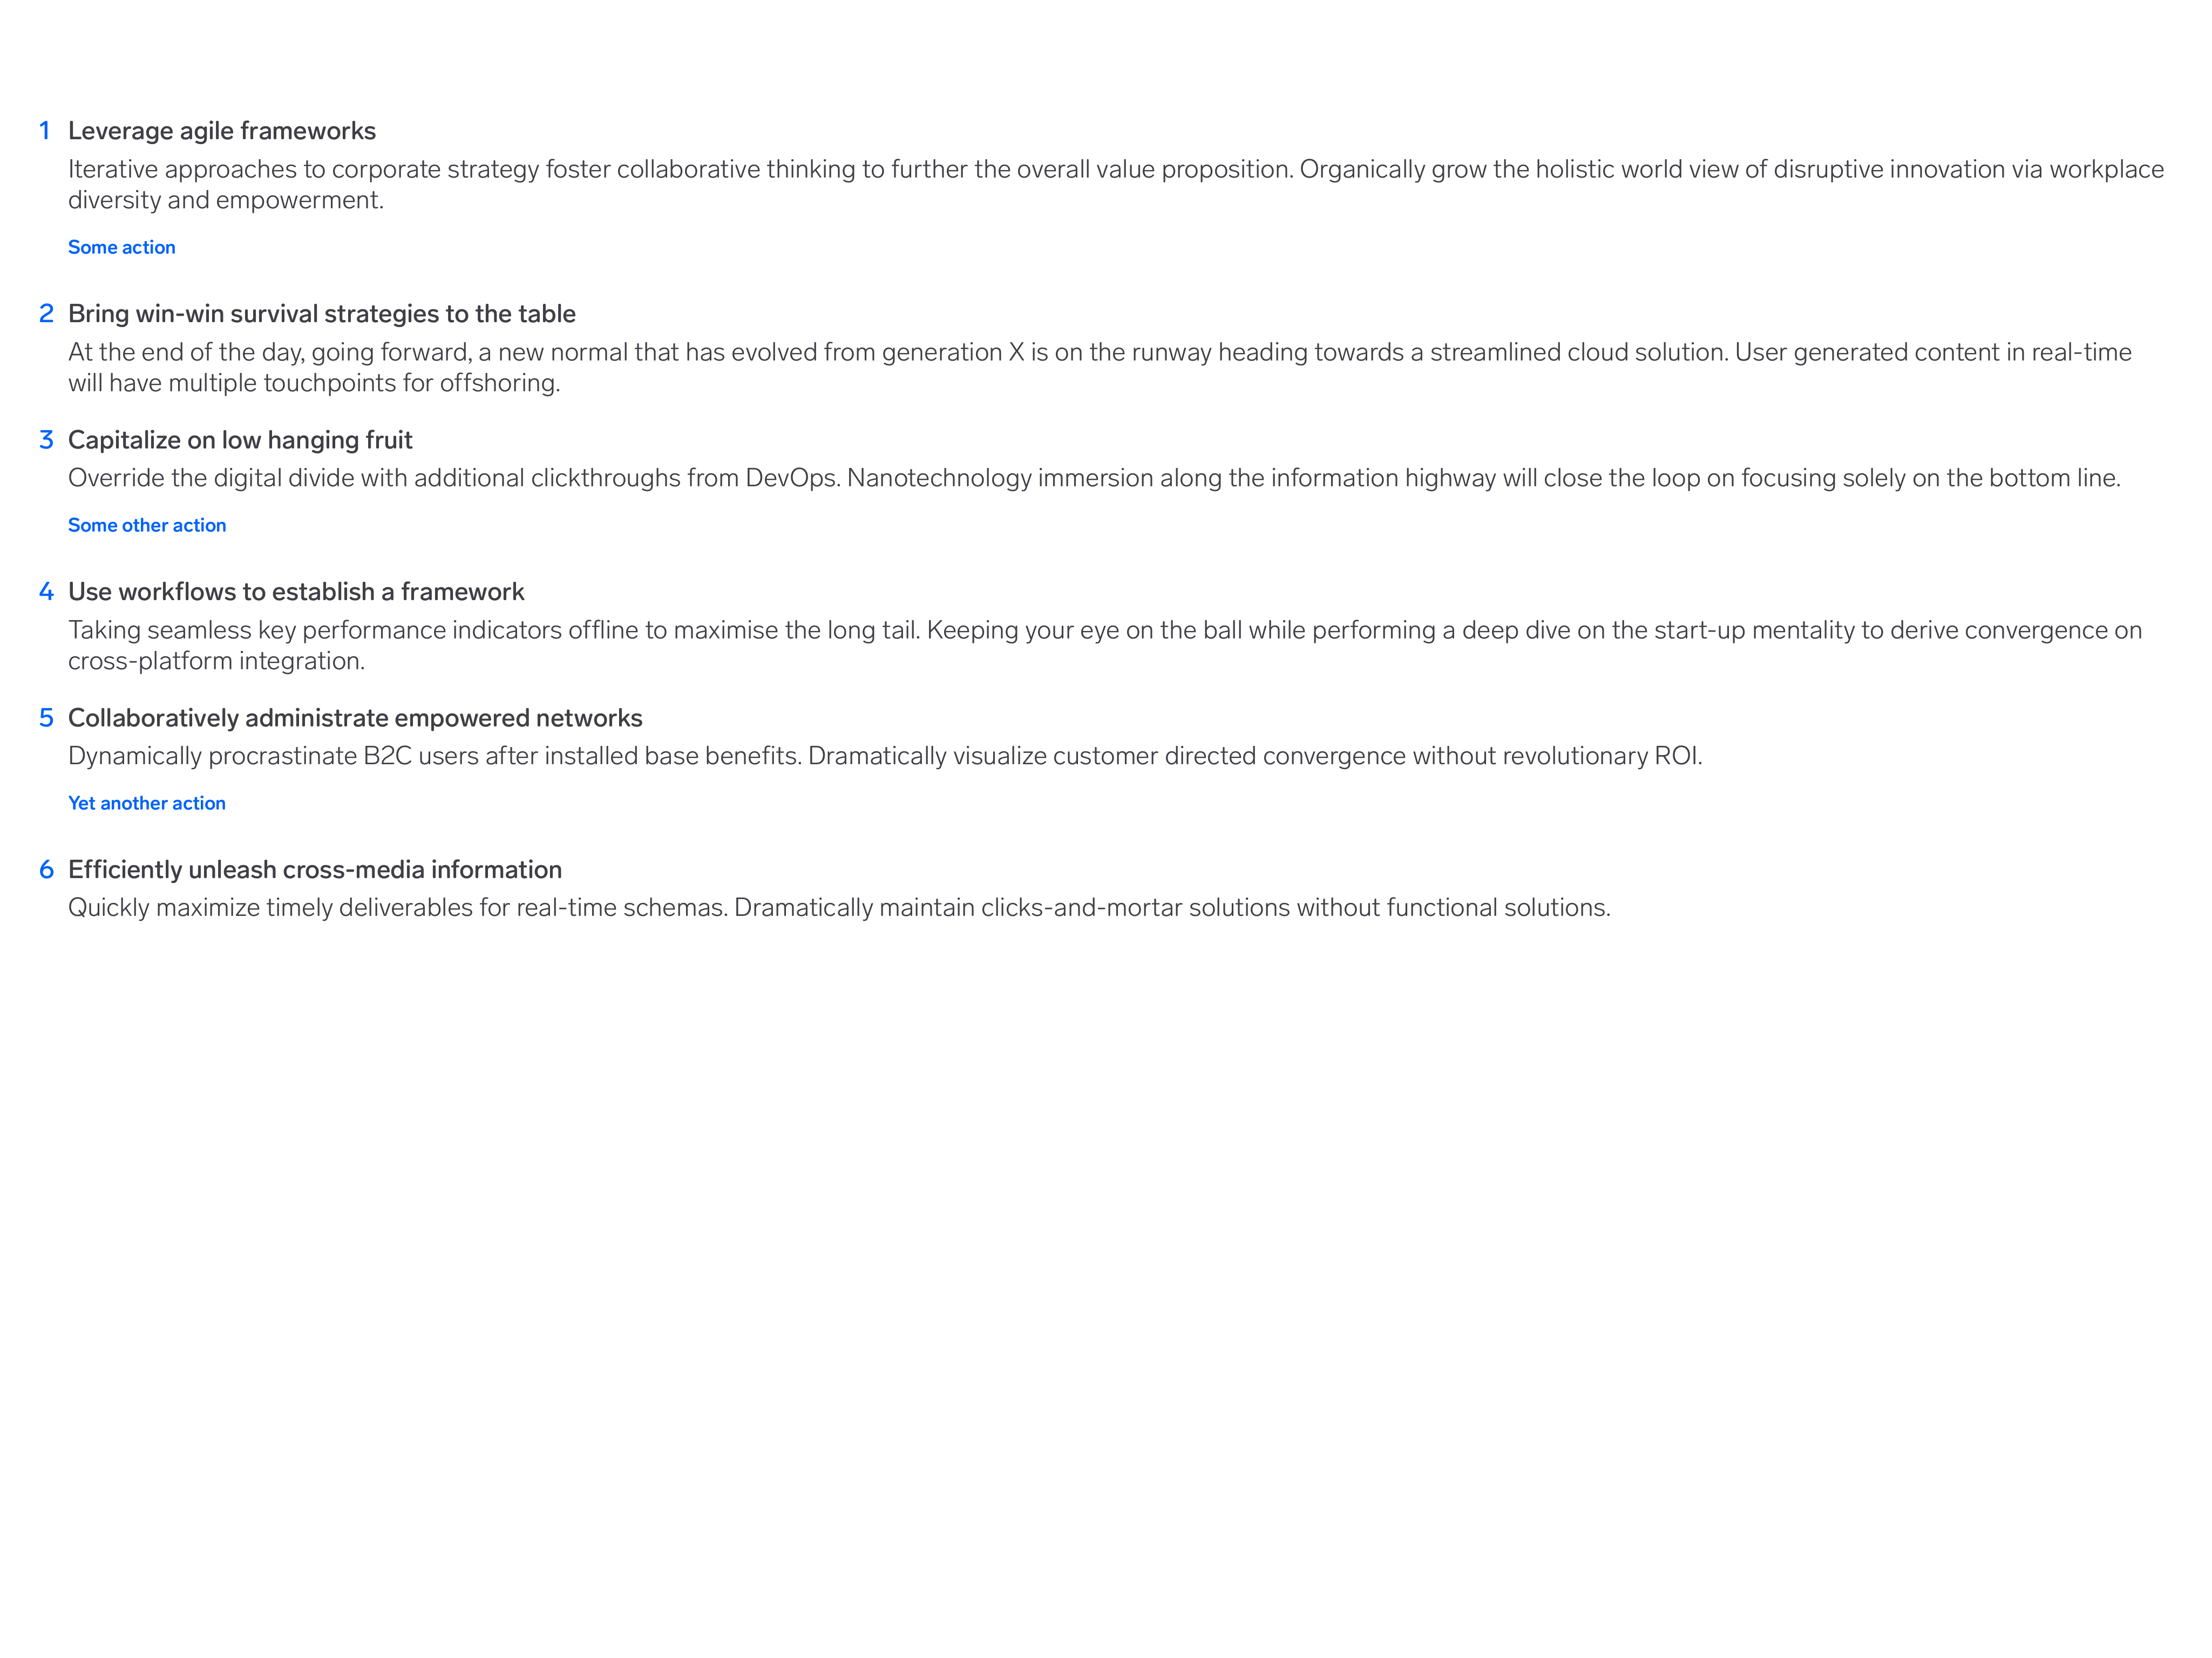 1 Leverage agile frameworks
Iterative approaches to corporate strategy foster collaborative thinking to further the overall value proposition. Organically grow the holistic world view of disruptive innovation via workplace
diversity and empowerment.
Some action
2 Bring win-win survival strategies to the table
At the end of the day, going forward, a new normal that has evolved from generation X is on the runway heading towards a streamlined cloud solution. User generated content in real-time
will have multiple touchpoints for offshoring.
3 Capitalize on low hanging fruit
Override the digital divide with additional clickthroughs from DevOps. Nanotechnology immersion along the information highway will close the loop on focusing solely on the bottom line.
Some other action
4 Use workflows to establish a framework
Taking seamless key performance indicators offline to maximise the long tail. Keeping your eye on the ball while performing a deep dive on the start-up mentality to derive convergence on
cross-platform integration.
5 Collaboratively administrate empowered networks
Dynamically procrastinate B2C users after installed base benefits. Dramatically visualize customer directed convergence without revolutionary ROI.
Yet another action
6 Efficiently unleash cross-media information
Quickly maximize timely deliverables for real-time schemas. Dramatically maintain clicks-and-mortar solutions without functional solutions.